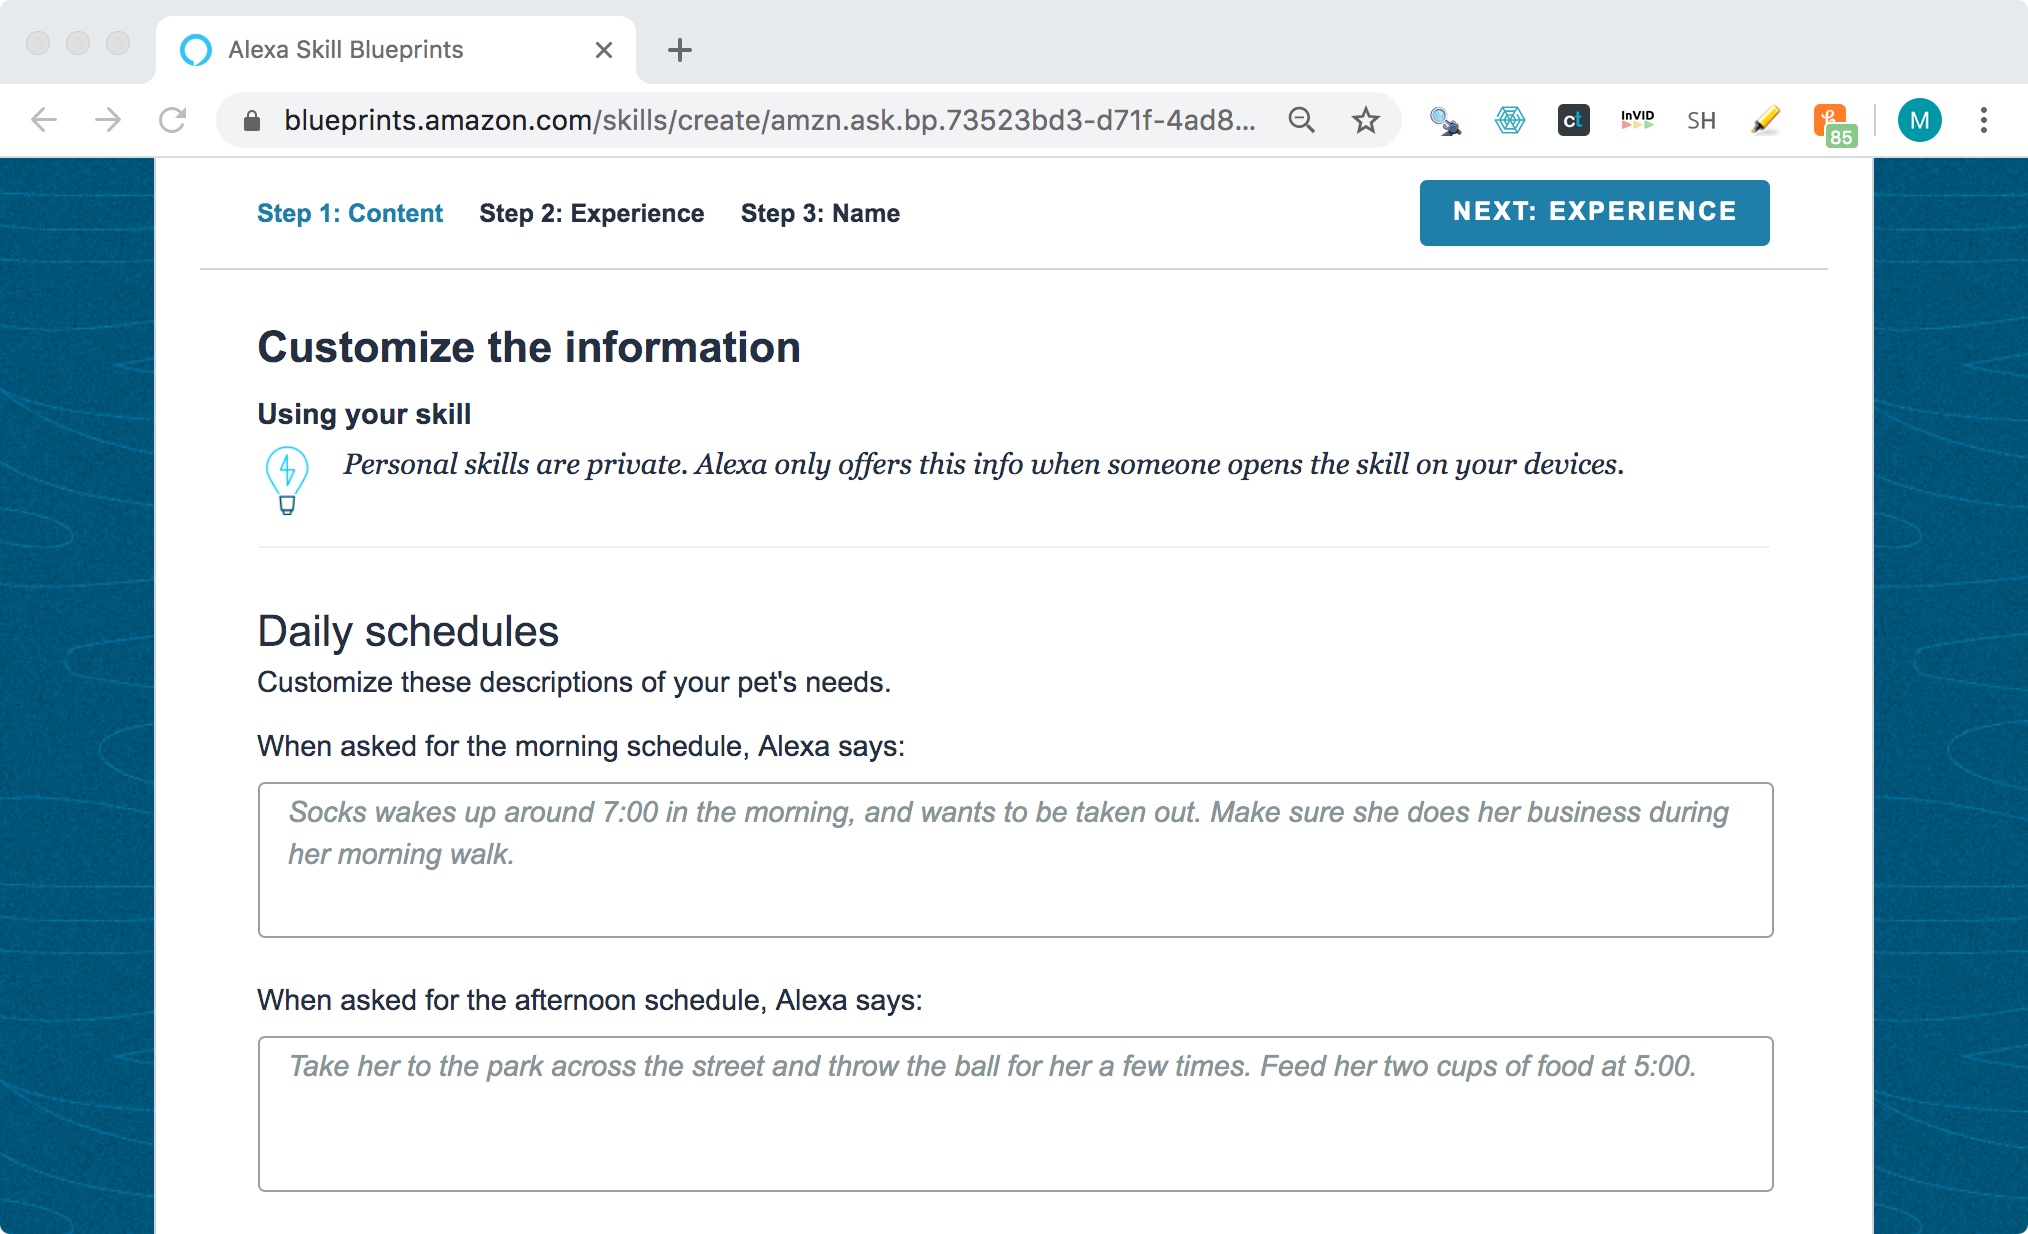 Alexa Skill Blueprints
blueprints.amazon.com/skills/create/amzn.ask.bp.73523bd3-d71f-4ad8...
ct
InVID
SH
85
M
Step 1: Content
Step 2: Experience
Step 3: Name
NEXT: EXPERIENCE
Customize the information
Using your skill
Personal skills are private. Alexa only offers this info when someone opens the skill on your devices.
Daily schedules
Customize these descriptions of your pet's needs.
When asked for the morning schedule, Alexa says:
Socks wakes up around 7:00 in the morning, and wants to be taken out. Make sure she does her business during
her morning walk.
When asked for the afternoon schedule, Alexa says:
Take her to the park across the street and throw the ball for her a few times. Feed her two cups of food at 5:00.